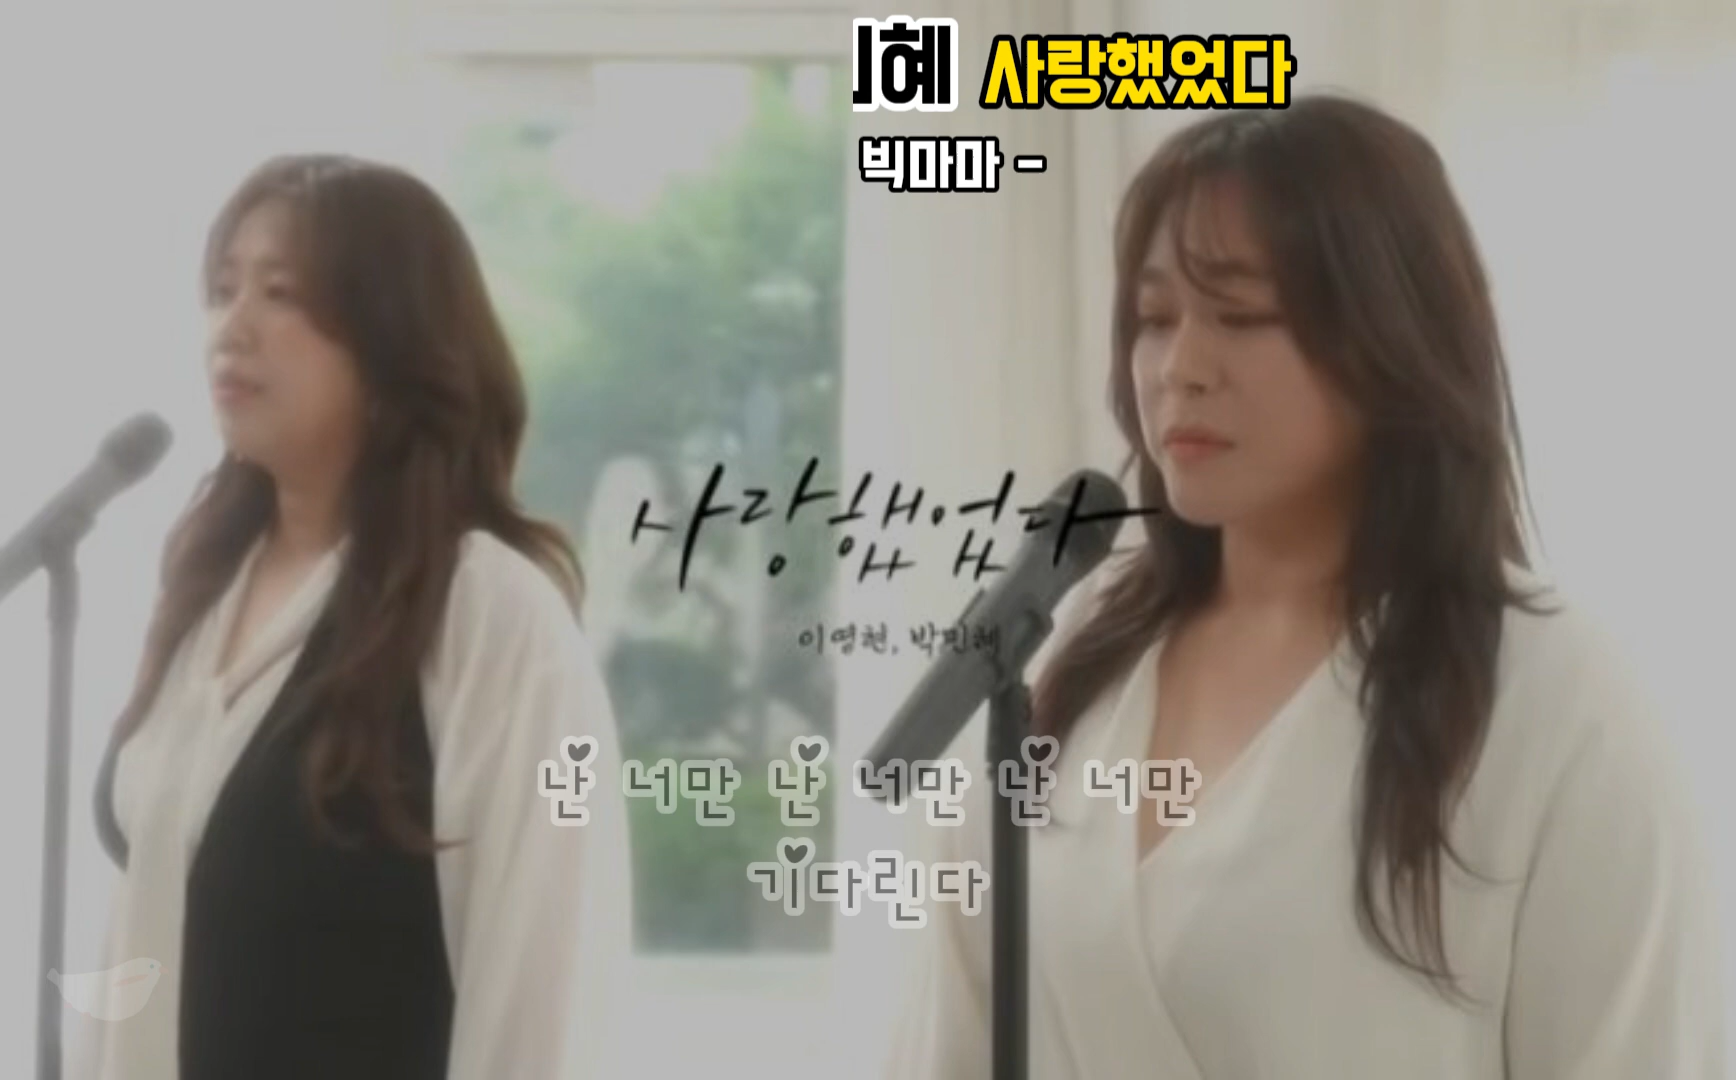 혜 사랑했었다
빅마마 -
사랑했었다
이영현, 박민혜
난 너만 난 너만 난 너만
기다린다